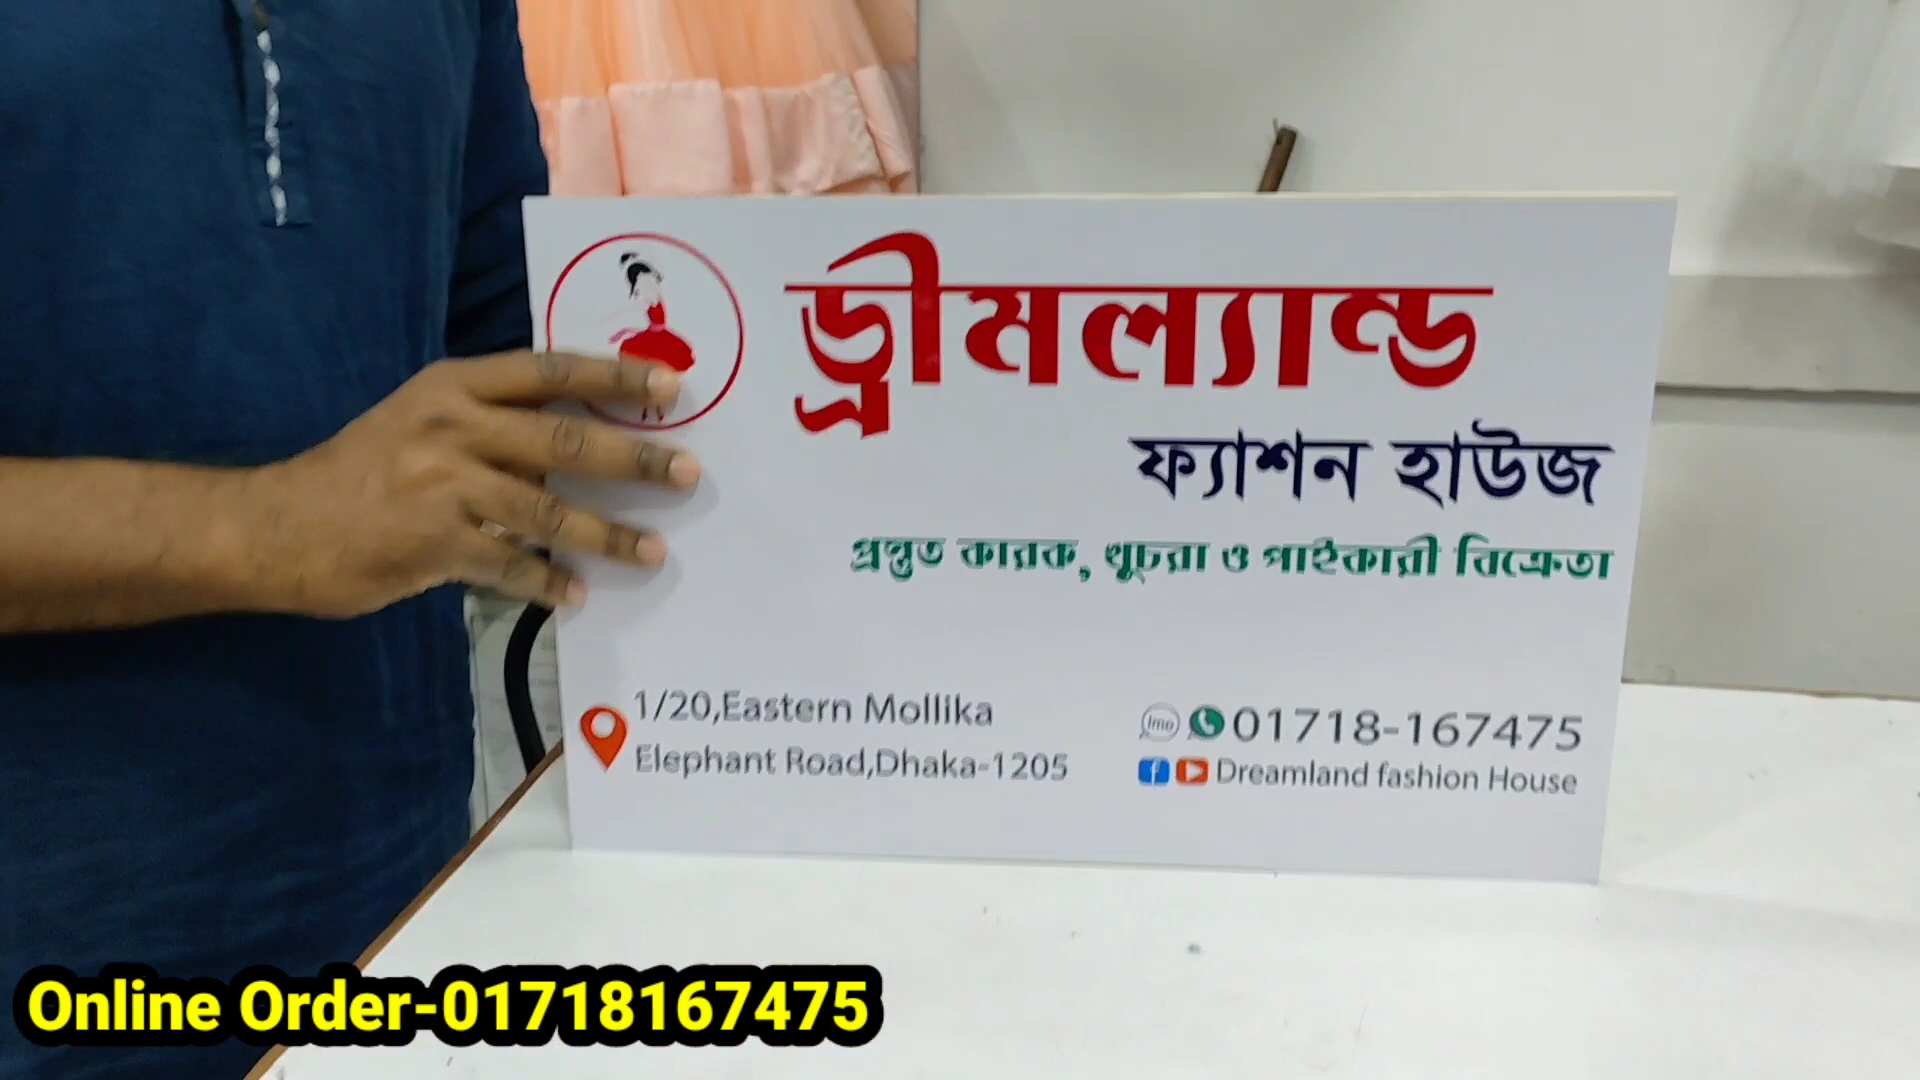 ড্রীমল্যান্ড
ফ্যাশন হাউজ
প্রস্তুত কারক, খুচরা ও পাইকারী বিক্রেতা
1/20,Eastern Mollika
Elephant Road,Dhaka-1205
imo 01718-167475
f Dreamland fashion House
Online Order-01718167475